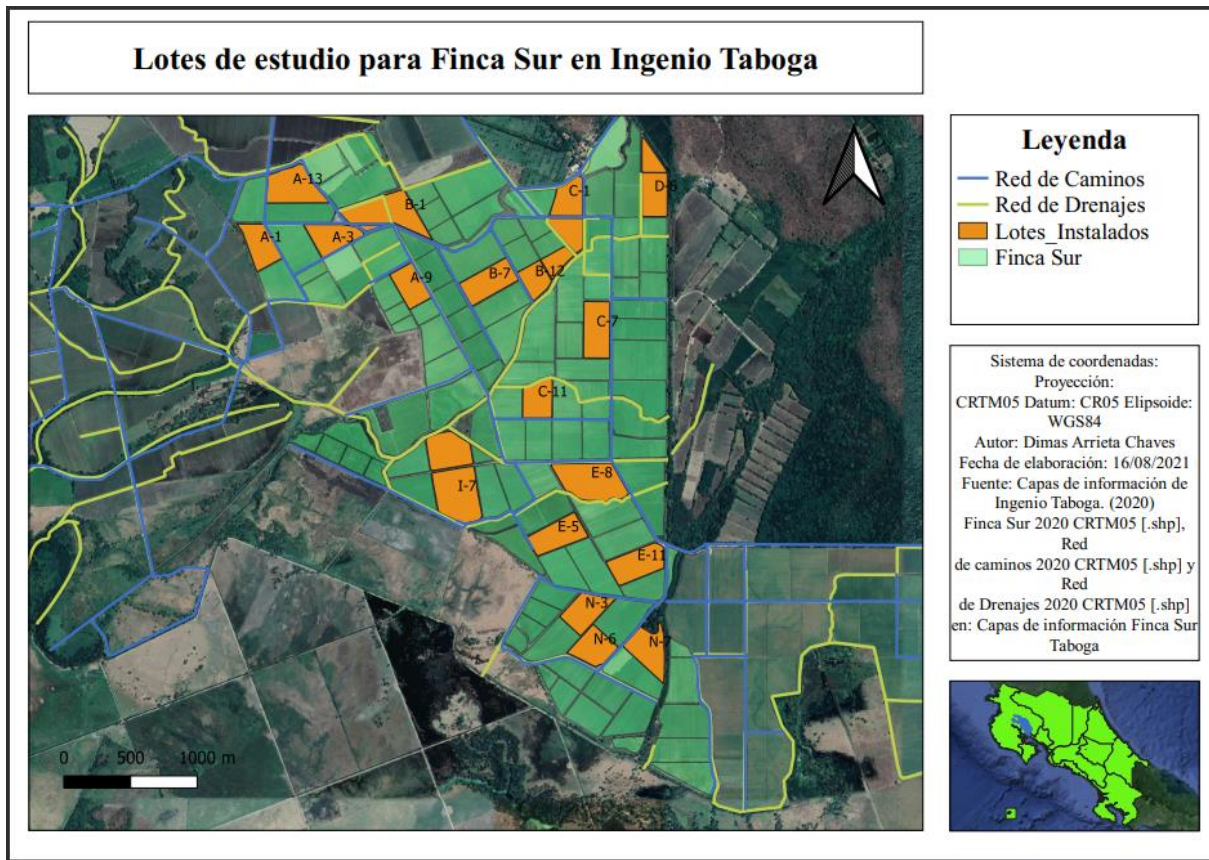 Lotes de estudio para Finca Sur en Ingenio Taboga
A-13
B-1
C-1
D-6
A-1
A-3
A-9
B-7
B-12
C-7
C-11
E-8
I-7
E-5
E-11
N-3
N-6
N-7
0 500 1000 m
Leyenda
Red de Caminos
Red de Drenajes
Lotes_Instalados
Finca Sur
Sistema de coordenadas:
Proyección:
CRTM05 Datum: CR05 Elipsoide:
WGS84
Autor: Dimas Arrieta Chaves
Fecha de elaboración: 16/08/2021
Fuente: Capas de información de
Ingenio Taboga. (2020)
Finca Sur 2020 CRTM05 [.shp],
Red
de caminos 2020 CRTM05 [.shp] y
Red
de Drenajes 2020 CRTM05 [.shp]
en: Capas de información Finca Sur
Taboga